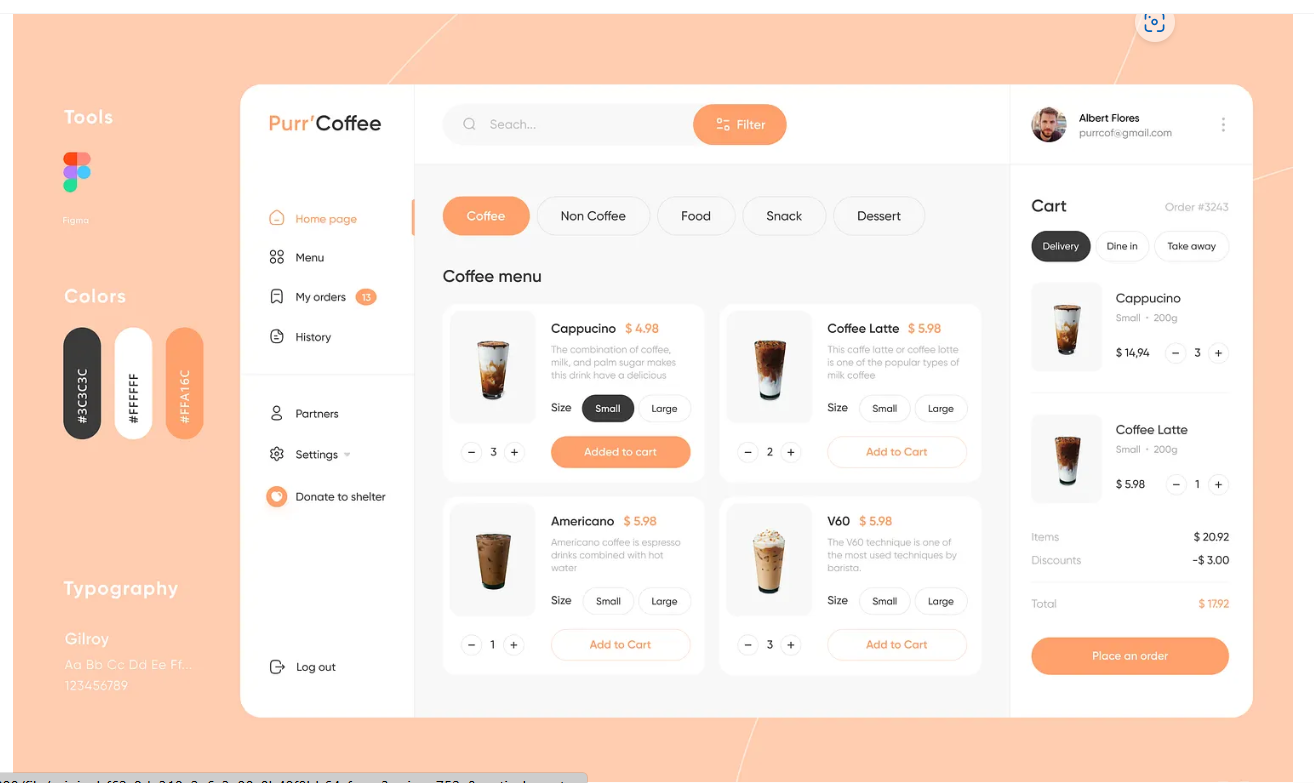 Tools
Figma
Colors
#3C3C3C
#FFFFFF
#FFA16C
Typography
Gilroy
Aa Bb Cc Dd Ee Ff...
123456789
Purr'Coffee
Home page
Menu
My orders 13
History
Partners
Settings
Donate to shelter
Log out
Seach...
Filter
Coffee Non Coffee Food Snack Dessert
Coffee menu
Cappucino $ 4.98
The combination of coffee,
milk, and palm sugar makes
this drink have a delicious
Size Small Large
− 3 + Added to cart
Coffee Latte $ 5.98
This caffe latte or coffee lotte
is one of the popular types of
milk coffee
Size Small Large
− 2 + Add to Cart
Americano $ 5.98
Americano coffee is espresso
drinks combined with hot
water
Size Small Large
− 1 + Add to Cart
V60 $ 5.98
The V60 technique is one of
the most used techniques by
barista.
Size Small Large
− 3 + Add to Cart
Albert Flores
purrcof@gmail.com
Cart Order #3243
Delivery Dine in Take away
Cappucino
Small • 200g
$ 14,94 − 3 +
Coffee Latte
Small • 200g
$ 5.98 − 1 +
Items $ 20.92
Discounts -$ 3.00
Total $ 17.92
Place an order